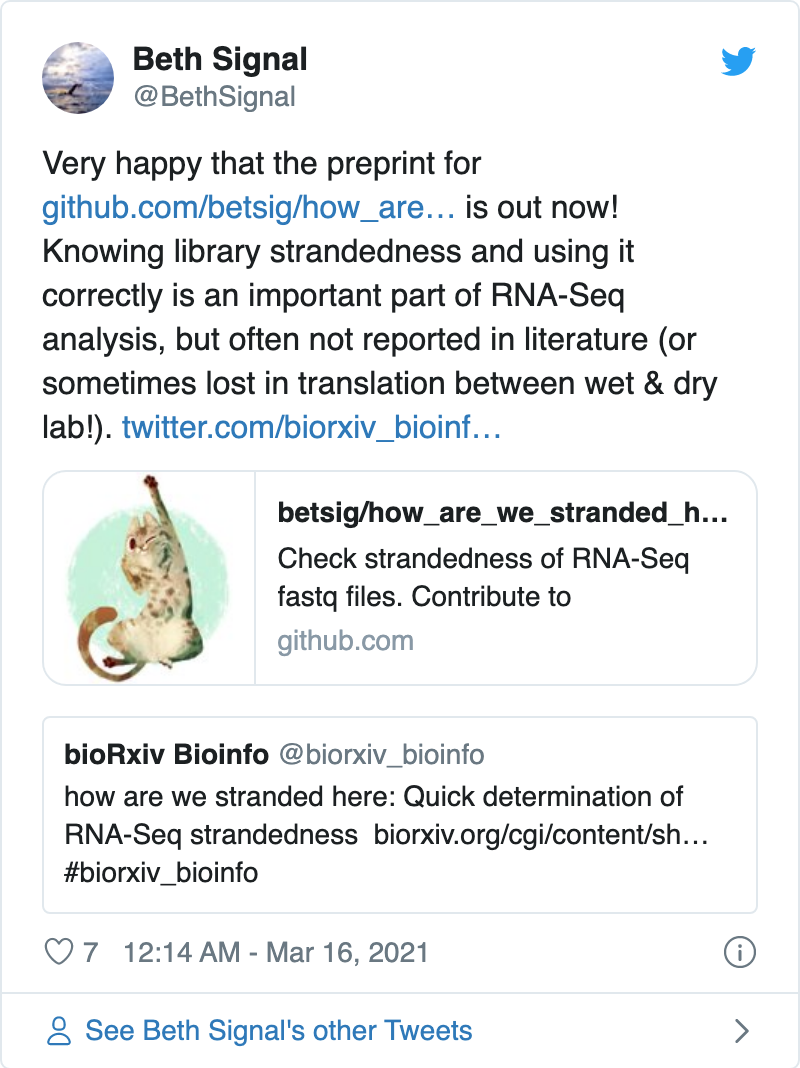 Beth Signal
@BethSignal
Very happy that the preprint for
github.com/betsig/how_are… is out now!
Knowing library strandedness and using it
correctly is an important part of RNA-Seq
analysis, but often not reported in literature (or
sometimes lost in translation between wet & dry
lab!). twitter.com/biorxiv_bioinf…
betsig/how_are_we_stranded_h…
Check strandedness of RNA-Seq
fastq files. Contribute to
github.com
bioRxiv Bioinfo @biorxiv_bioinfo
how are we stranded here: Quick determination of
RNA-Seq strandedness  biorxiv.org/cgi/content/sh…
#biorxiv_bioinfo
7 12:14 AM - Mar 16, 2021
See Beth Signal's other Tweets